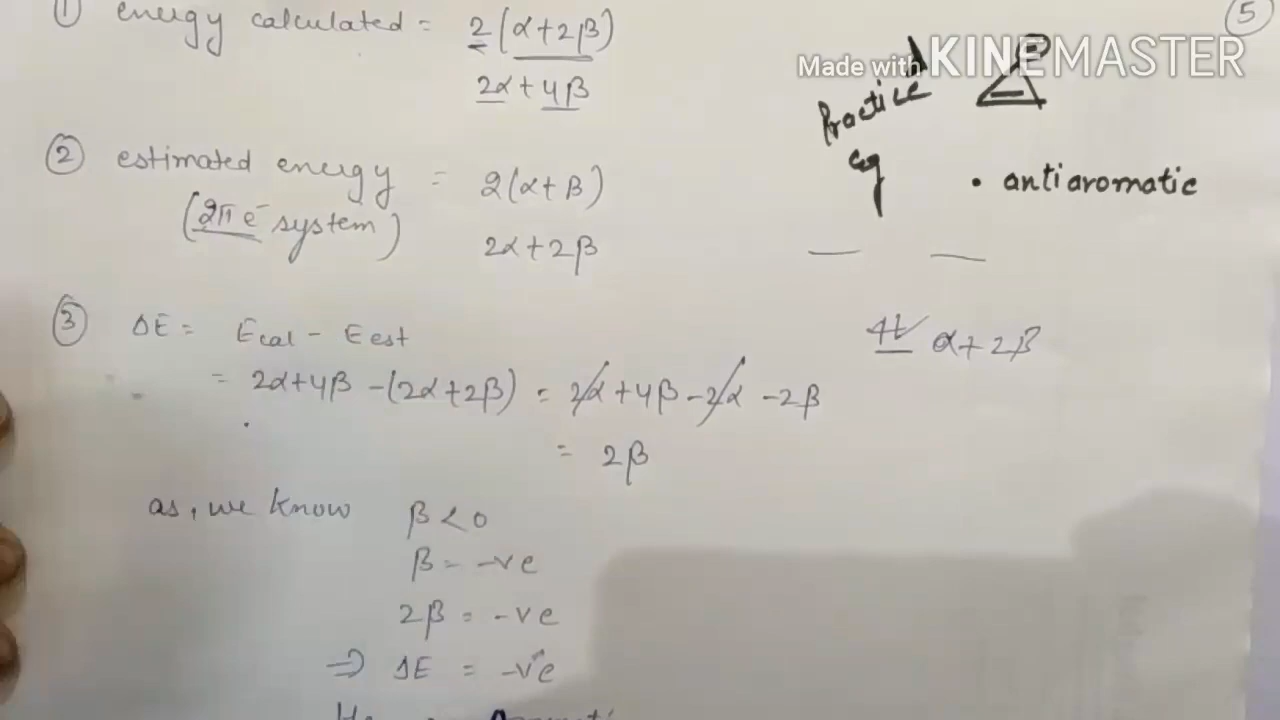 ① energy calculated = 2(α+2β)
2α+4β
② estimated energy = 2(α+β)
(2π e⁻ system)
2α+2β
③ ΔE = Ecal - Eest
= 2α+4β-(2α+2β) = 2α+4β-2α-2β
= 2β
as, we know β<0
β = -ve
2β = -ve
⇒ ΔE = -ve
5
Made with KINEMASTER
Practice
• antiaromatic
α+2β